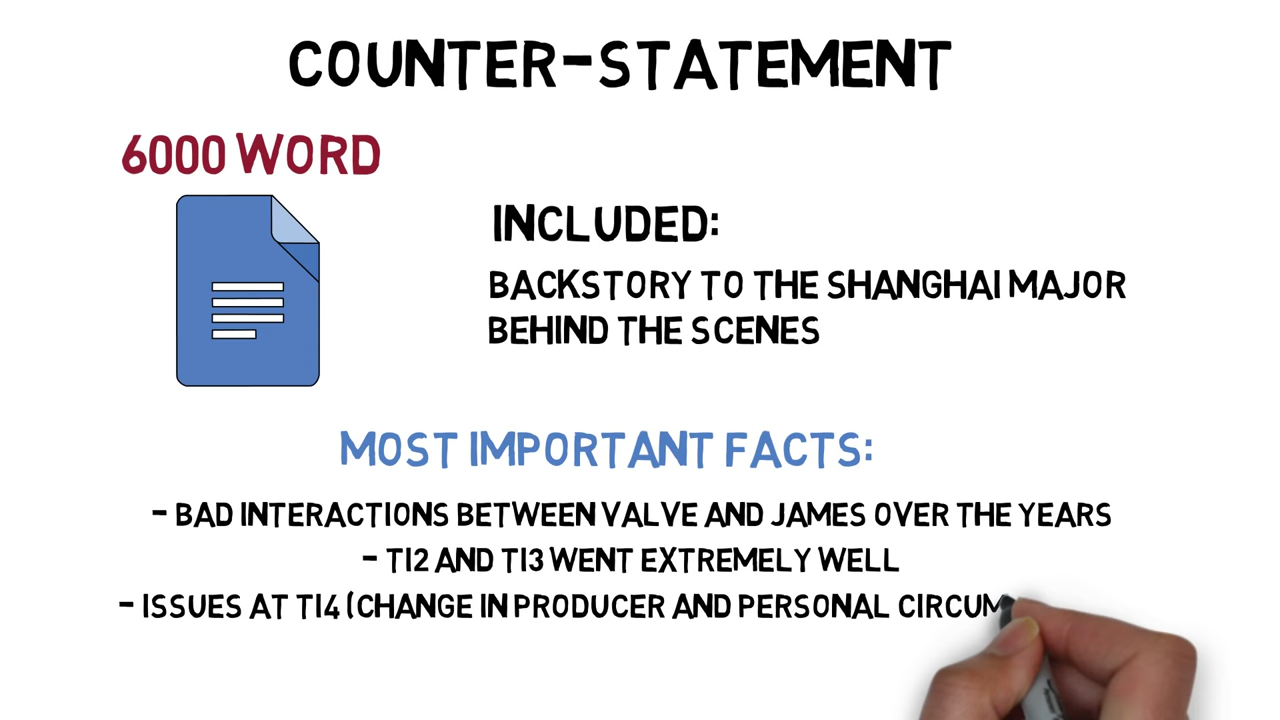 COUNTER-STATEMENT
6000 WORD
INCLUDED:
BACKSTORY TO THE SHANGHAI MAJOR
BEHIND THE SCENES
MOST IMPORTANT FACTS:
- BAD INTERACTIONS BETWEEN VALVE AND JAMES OVER THE YEARS
- TI2 AND TI3 WENT EXTREMELY WELL
- ISSUES AT TI4 (CHANGE IN PRODUCER AND PERSONAL CIRCUM